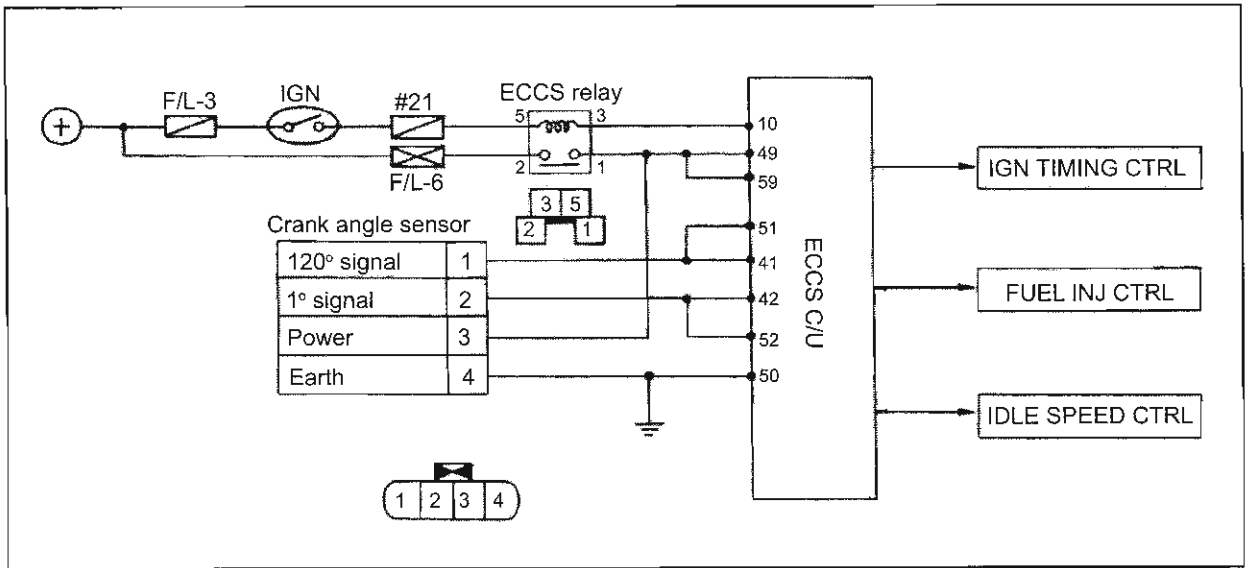 F/L-3
IGN
#21
ECCS relay
5
3
10
2
1
49
F/L-6
59
IGN TIMING CTRL
3 5
2 1
Crank angle sensor
51
120° signal 1
41
1° signal 2
42
FUEL INJ CTRL
Power 3
52
Earth 4
50
ECCS C/U
IDLE SPEED CTRL
1 2 3 4